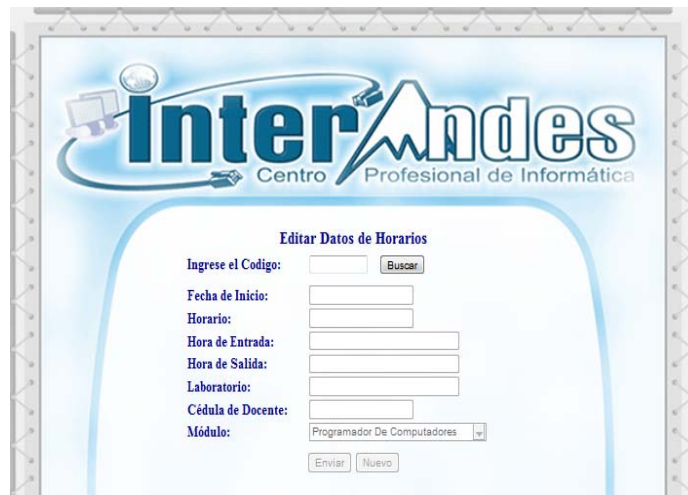 InterAndes
Centro Profesional de Informática
Editar Datos de Horarios
Ingrese el Codigo: Buscar
Fecha de Inicio:
Horario:
Hora de Entrada:
Hora de Salida:
Laboratorio:
Cédula de Docente:
Módulo: Programador De Computadores
Enviar Nuevo